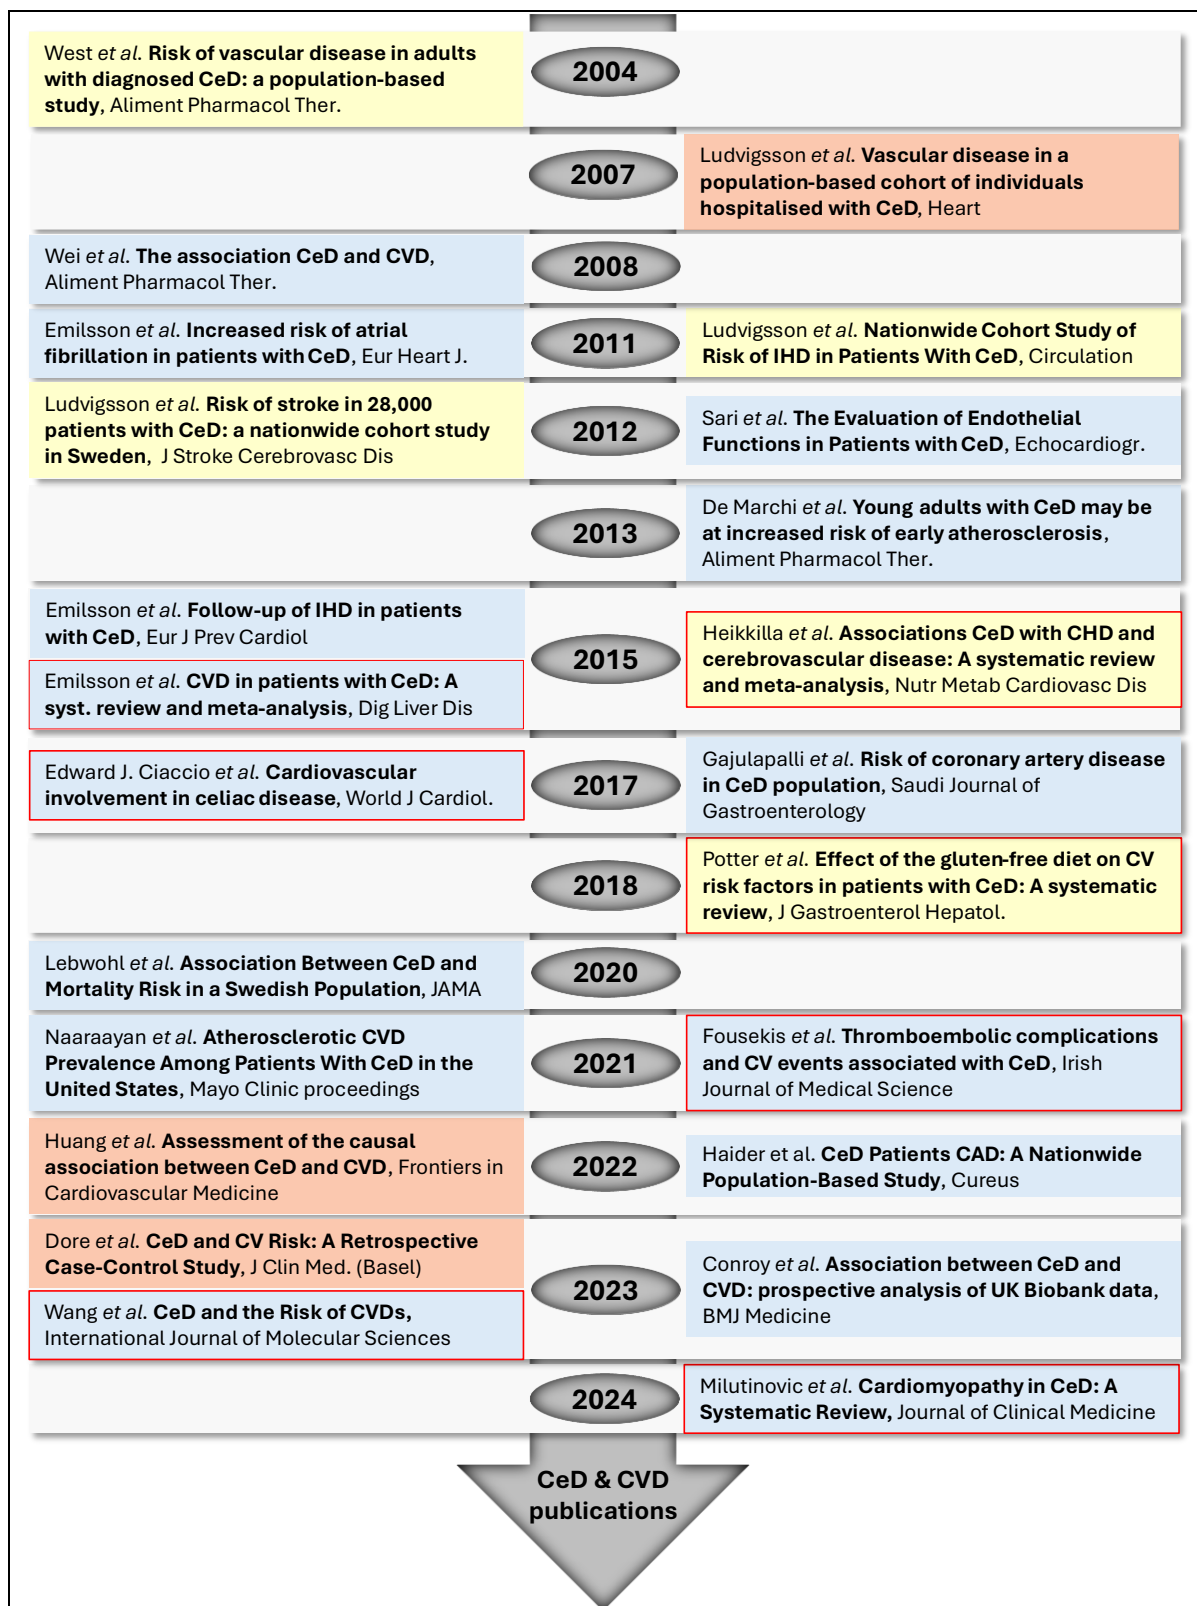 West et al. Risk of vascular disease in adults
with diagnosed CeD: a population-based
study, Aliment Pharmacol Ther.
2004
2007
Ludvigsson et al. Vascular disease in a
population-based cohort of individuals
hospitalised with CeD, Heart
Wei et al. The association CeD and CVD,
Aliment Pharmacol Ther.
2008
Emilsson et al. Increased risk of atrial
fibrillation in patients with CeD, Eur Heart J.
2011
Ludvigsson et al. Nationwide Cohort Study of
Risk of IHD in Patients With CeD, Circulation
Ludvigsson et al. Risk of stroke in 28,000
patients with CeD: a nationwide cohort study
in Sweden, J Stroke Cerebrovasc Dis
2012
Sari et al. The Evaluation of Endothelial
Functions in Patients with CeD, Echocardiogr.
2013
De Marchi et al. Young adults with CeD may be
at increased risk of early atherosclerosis,
Aliment Pharmacol Ther.
Emilsson et al. Follow-up of IHD in patients
with CeD, Eur J Prev Cardiol
Emilsson et al. CVD in patients with CeD: A
syst. review and meta-analysis, Dig Liver Dis
2015
Heikkilla et al. Associations CeD with CHD and
cerebrovascular disease: A systematic review
and meta-analysis, Nutr Metab Cardiovasc Dis
Edward J. Ciaccio et al. Cardiovascular
involvement in celiac disease, World J Cardiol.
2017
Gajulapalli et al. Risk of coronary artery disease
in CeD population, Saudi Journal of
Gastroenterology
2018
Potter et al. Effect of the gluten-free diet on CV
risk factors in patients with CeD: A systematic
review, J Gastroenterol Hepatol.
Lebwohl et al. Association Between CeD and
Mortality Risk in a Swedish Population, JAMA
2020
Naaraayan et al. Atherosclerotic CVD
Prevalence Among Patients With CeD in the
United States, Mayo Clinic proceedings
2021
Fousekis et al. Thromboembolic complications
and CV events associated with CeD, Irish
Journal of Medical Science
Huang et al. Assessment of the causal
association between CeD and CVD, Frontiers in
Cardiovascular Medicine
2022
Haider et al. CeD Patients CAD: A Nationwide
Population-Based Study, Cureus
Dore et al. CeD and CV Risk: A Retrospective
Case-Control Study, J Clin Med. (Basel)
Wang et al. CeD and the Risk of CVDs,
International Journal of Molecular Sciences
2023
Conroy et al. Association between CeD and
CVD: prospective analysis of UK Biobank data,
BMJ Medicine
2024
Milutinovic et al. Cardiomyopathy in CeD: A
Systematic Review, Journal of Clinical Medicine
CeD & CVD
publications